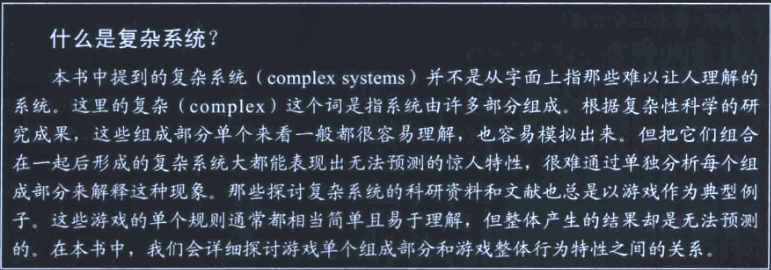 什么是复杂系统？
本书中提到的复杂系统（complex systems）并不是从字面上指那些难以让人理解的
系统。这里的复杂（complex）这个词是指系统由许多部分组成。根据复杂性科学的研
究成果，这些组成部分单个来看一般都很容易理解，也容易模拟出来。但把它们组合
在一起后形成的复杂系统大都能表现出无法预测的惊人特性，很难通过单独分析每个组
成部分来解释这种现象。那些探讨复杂系统的科研资料和文献也总是以游戏作为典型例
子。这些游戏的单个规则通常都相当简单且易于理解，但整体产生的结果却是无法预测
的。在本书中，我们会详细探讨游戏单个组成部分和游戏整体行为特性之间的关系。